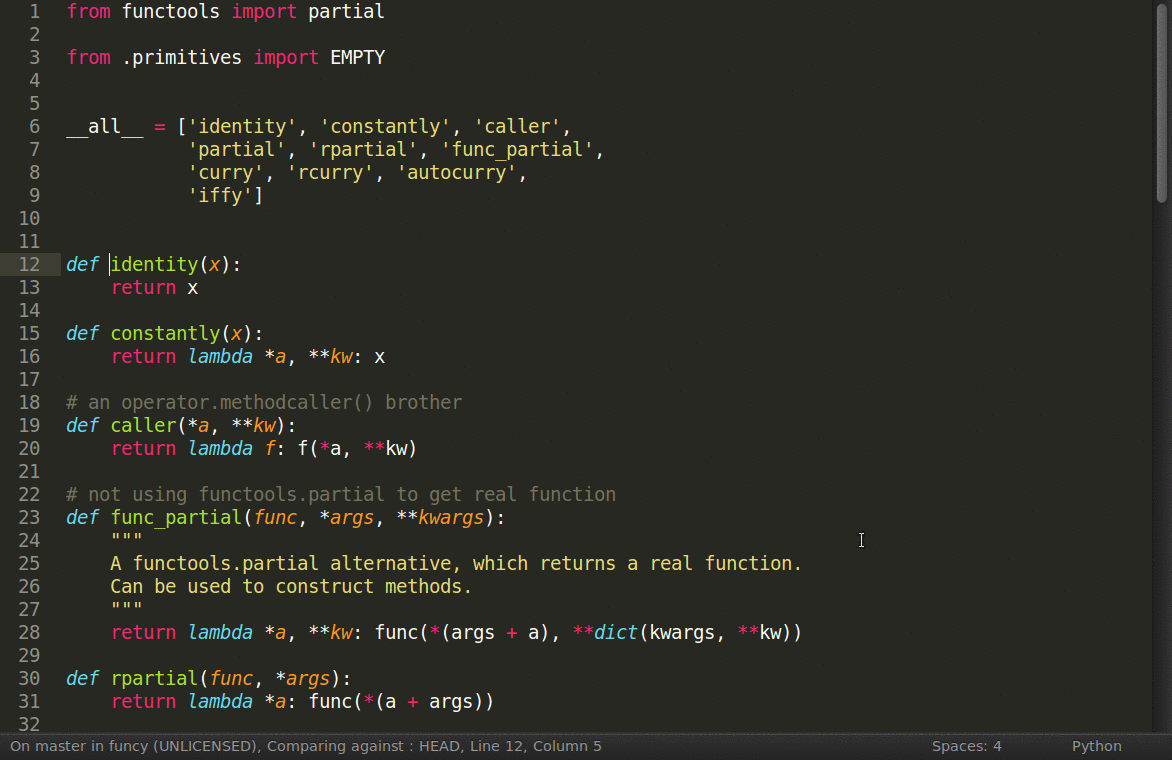 1 from functools import partial
2
3 from .primitives import EMPTY
4
5
6 __all__ = ['identity', 'constantly', 'caller',
7            'partial', 'rpartial', 'func_partial',
8            'curry', 'rcurry', 'autocurry',
9            'iffy']
10
11
12 def identity(x):
13     return x
14
15 def constantly(x):
16     return lambda *a, **kw: x
17
18 # an operator.methodcaller() brother
19 def caller(*a, **kw):
20     return lambda f: f(*a, **kw)
21
22 # not using functools.partial to get real function
23 def func_partial(func, *args, **kwargs):
24     """
25     A functools.partial alternative, which returns a real function.
26     Can be used to construct methods.
27     """
28     return lambda *a, **kw: func(*(args + a), **dict(kwargs, **kw))
29
30 def rpartial(func, *args):
31     return lambda *a: func(*(a + args))
32
On master in funcy (UNLICENSED), Comparing against : HEAD, Line 12, Column 5 Spaces: 4 Python